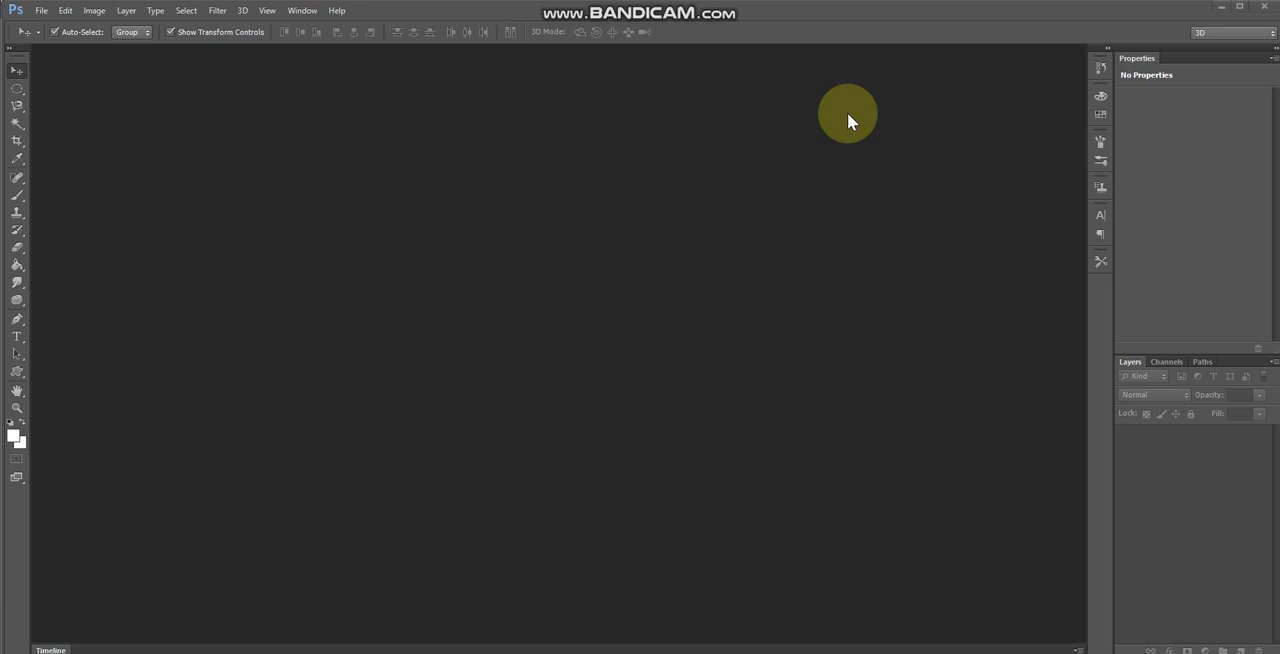 Ps File Edit Image Layer Type Select Filter 3D View Window Help
www.BANDICAM.com
Auto-Select: Group Show Transform Controls 3D Mode: 3D
Properties
No Properties
Layers Channels Paths
Kind
Normal Opacity:
Lock: Fill:
Timeline